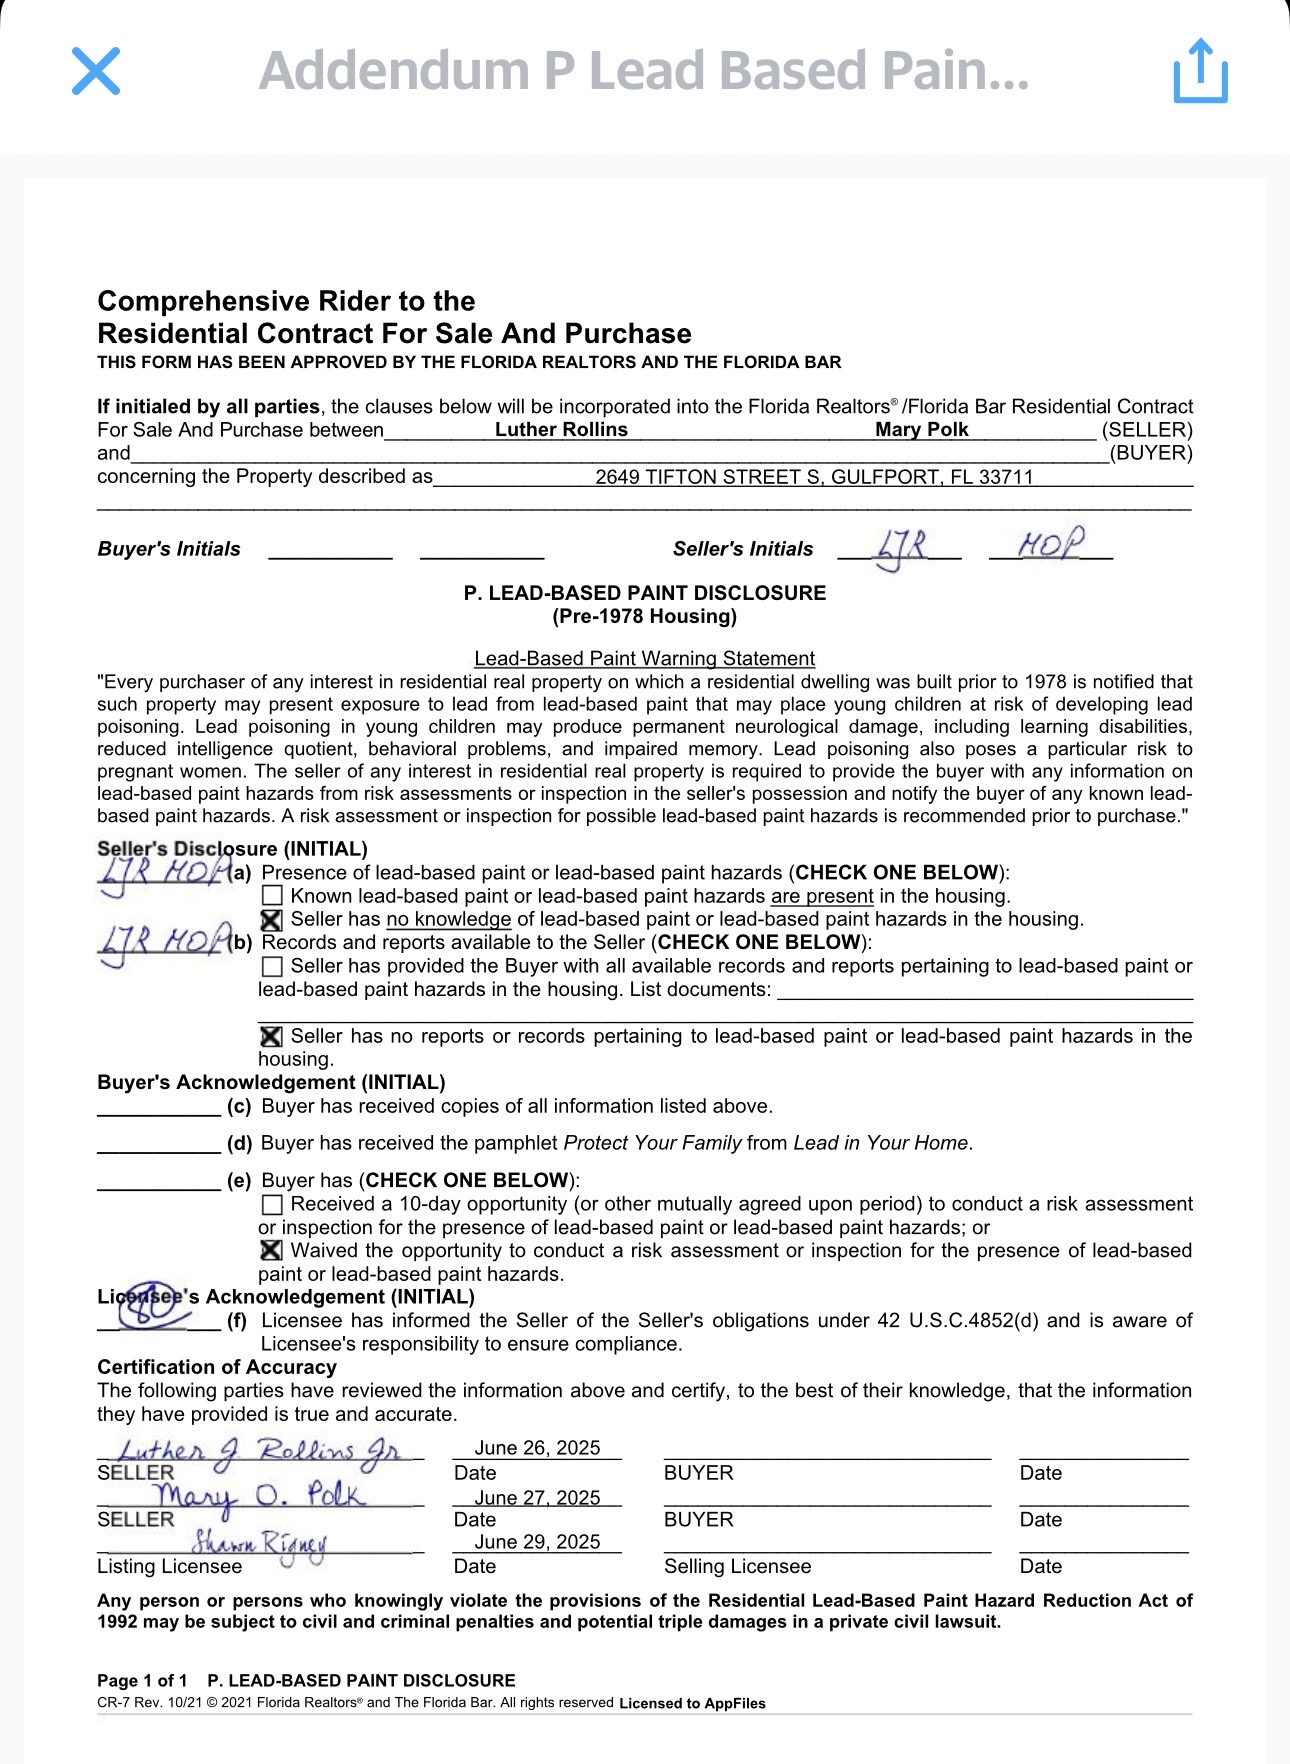 Addendum P Lead Based Pain...
Comprehensive Rider to the
Residential Contract For Sale And Purchase
THIS FORM HAS BEEN APPROVED BY THE FLORIDA REALTORS AND THE FLORIDA BAR
If initialed by all parties, the clauses below will be incorporated into the Florida Realtors® /Florida Bar Residential Contract
For Sale And Purchase between Luther Rollins Mary Polk (SELLER)
and (BUYER)
concerning the Property described as 2649 TIFTON STREET S, GULFPORT, FL 33711
Buyer's Initials Seller's Initials LJR MOP
P. LEAD-BASED PAINT DISCLOSURE
(Pre-1978 Housing)
Lead-Based Paint Warning Statement
"Every purchaser of any interest in residential real property on which a residential dwelling was built prior to 1978 is notified that
such property may present exposure to lead from lead-based paint that may place young children at risk of developing lead
poisoning. Lead poisoning in young children may produce permanent neurological damage, including learning disabilities,
reduced intelligence quotient, behavioral problems, and impaired memory. Lead poisoning also poses a particular risk to
pregnant women. The seller of any interest in residential real property is required to provide the buyer with any information on
lead-based paint hazards from risk assessments or inspection in the seller's possession and notify the buyer of any known lead-
based paint hazards. A risk assessment or inspection for possible lead-based paint hazards is recommended prior to purchase."
Seller's Disclosure (INITIAL)
LJR MOP (a) Presence of lead-based paint or lead-based paint hazards (CHECK ONE BELOW):
Known lead-based paint or lead-based paint hazards are present in the housing.
Seller has no knowledge of lead-based paint or lead-based paint hazards in the housing.
LJR MOP (b) Records and reports available to the Seller (CHECK ONE BELOW):
Seller has provided the Buyer with all available records and reports pertaining to lead-based paint or
lead-based paint hazards in the housing. List documents:
Seller has no reports or records pertaining to lead-based paint or lead-based paint hazards in the
housing.
Buyer's Acknowledgement (INITIAL)
(c) Buyer has received copies of all information listed above.
(d) Buyer has received the pamphlet Protect Your Family from Lead in Your Home.
(e) Buyer has (CHECK ONE BELOW):
Received a 10-day opportunity (or other mutually agreed upon period) to conduct a risk assessment
or inspection for the presence of lead-based paint or lead-based paint hazards; or
Waived the opportunity to conduct a risk assessment or inspection for the presence of lead-based
paint or lead-based paint hazards.
Licensee's Acknowledgement (INITIAL)
(f) Licensee has informed the Seller of the Seller's obligations under 42 U.S.C.4852(d) and is aware of
Licensee's responsibility to ensure compliance.
Certification of Accuracy
The following parties have reviewed the information above and certify, to the best of their knowledge, that the information
they have provided is true and accurate.
Luther J Rollins Jr June 26, 2025
SELLER Date BUYER Date
Mary O. Polk June 27, 2025
SELLER Date BUYER Date
Shawn Rigney June 29, 2025
Listing Licensee Date Selling Licensee Date
Any person or persons who knowingly violate the provisions of the Residential Lead-Based Paint Hazard Reduction Act of
1992 may be subject to civil and criminal penalties and potential triple damages in a private civil lawsuit.
Page 1 of 1 P. LEAD-BASED PAINT DISCLOSURE
CR-7 Rev. 10/21 © 2021 Florida Realtors® and The Florida Bar. All rights reserved Licensed to AppFiles